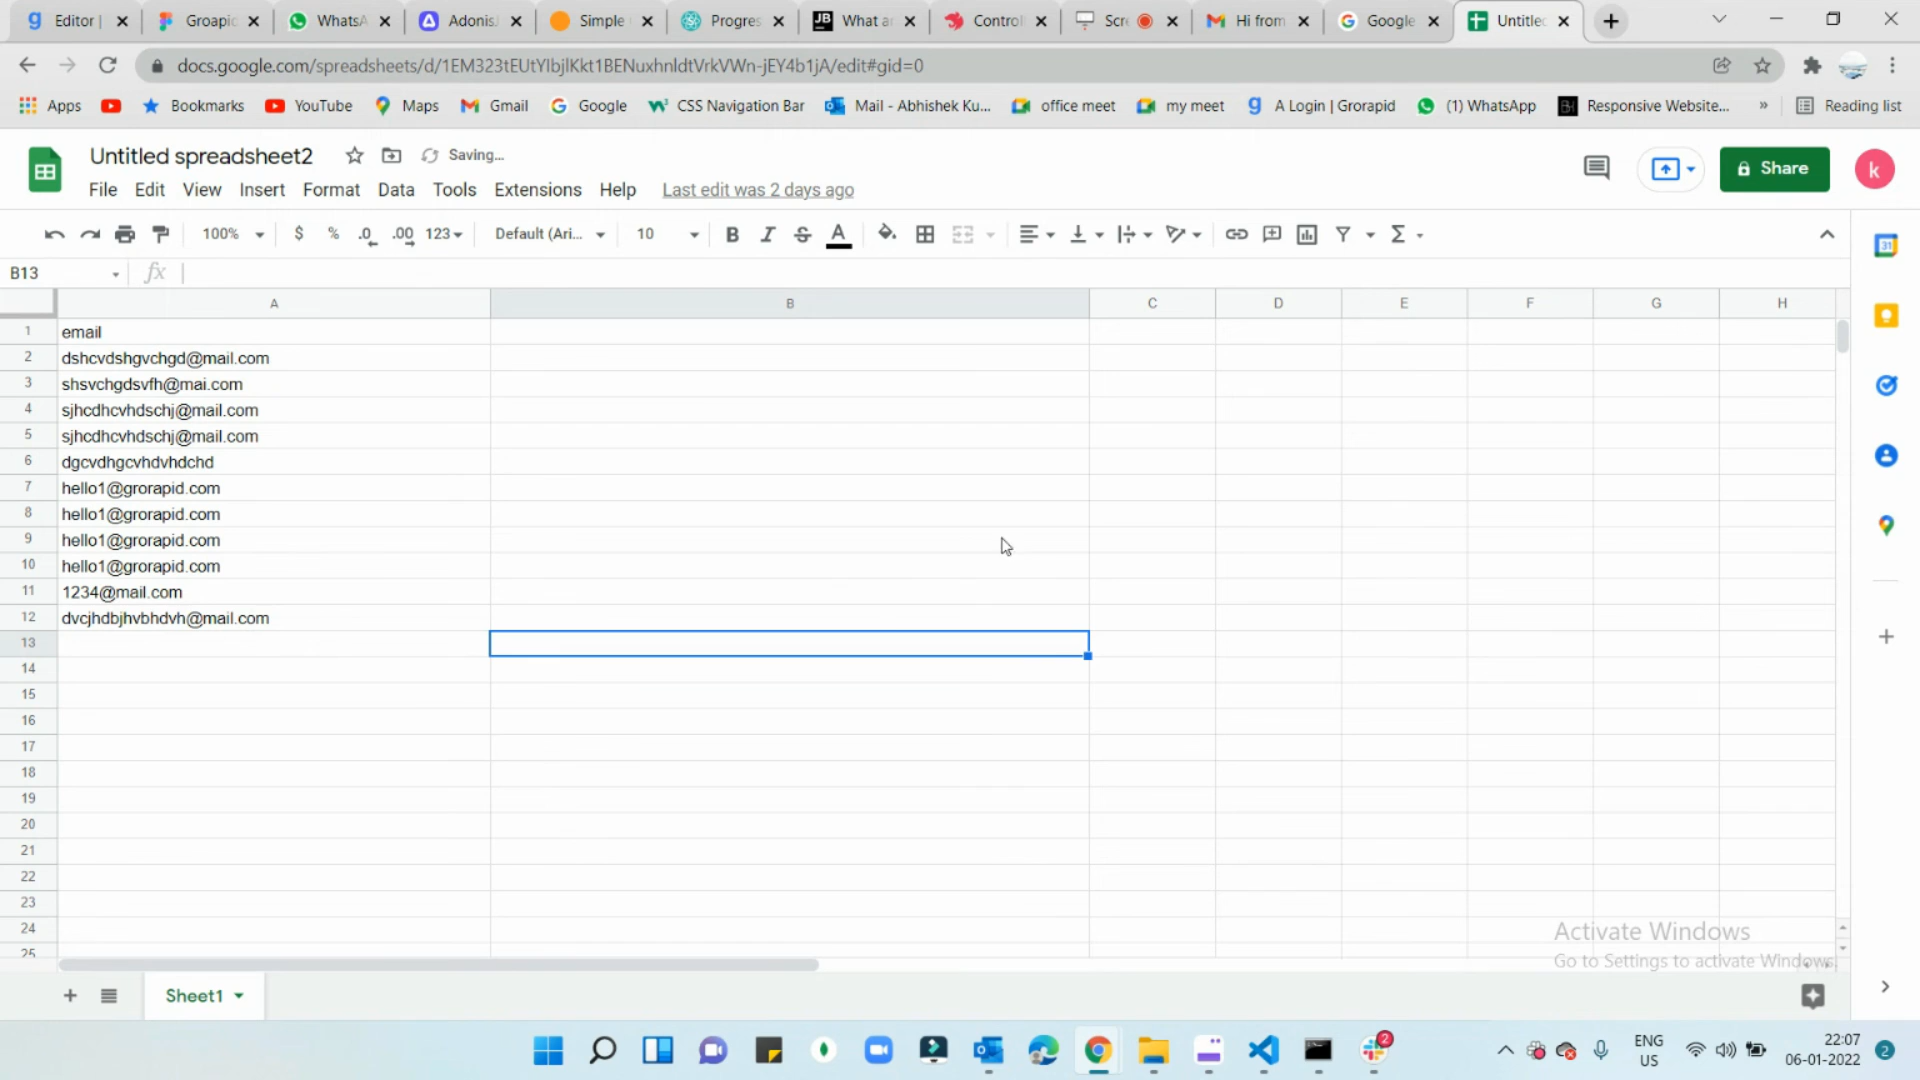 Editor | Groapic WhatsA AdonisJ Simple Progres What ar Control Scre Hi from Google Untitled
docs.google.com/spreadsheets/d/1EM323tEUtYIbjlKkt1BENuxhnldtVrkVWn-jEY4b1jA/edit#gid=0
Apps Bookmarks YouTube Maps Gmail Google CSS Navigation Bar Mail - Abhishek Ku... office meet my meet A Login | Grorapid (1) WhatsApp Responsive Website... » Reading list
Untitled spreadsheet2 Saving...
File Edit View Insert Format Data Tools Extensions Help Last edit was 2 days ago
Share k
100% $ % .0 .00 123 Default (Ari... 10 B I S A Σ
B13 fx
A B C D E F G H
1 email
2 dshcvdshgvchgd@mail.com
3 shsvchgdsvfh@mai.com
4 sjhcdhcvhdschj@mail.com
5 sjhcdhcvhdschj@mail.com
6 dgcvdhgcvhdvhdchd
7 hello1@grorapid.com
8 hello1@grorapid.com
9 hello1@grorapid.com
10 hello1@grorapid.com
11 1234@mail.com
12 dvcjhdbjhvbhdvh@mail.com
13
14
15
16
17
18
19
20
21
22
23
24
25
Activate Windows
Go to Settings to activate Windows.
Sheet1
2 ENG
US
22:07
06-01-2022
2